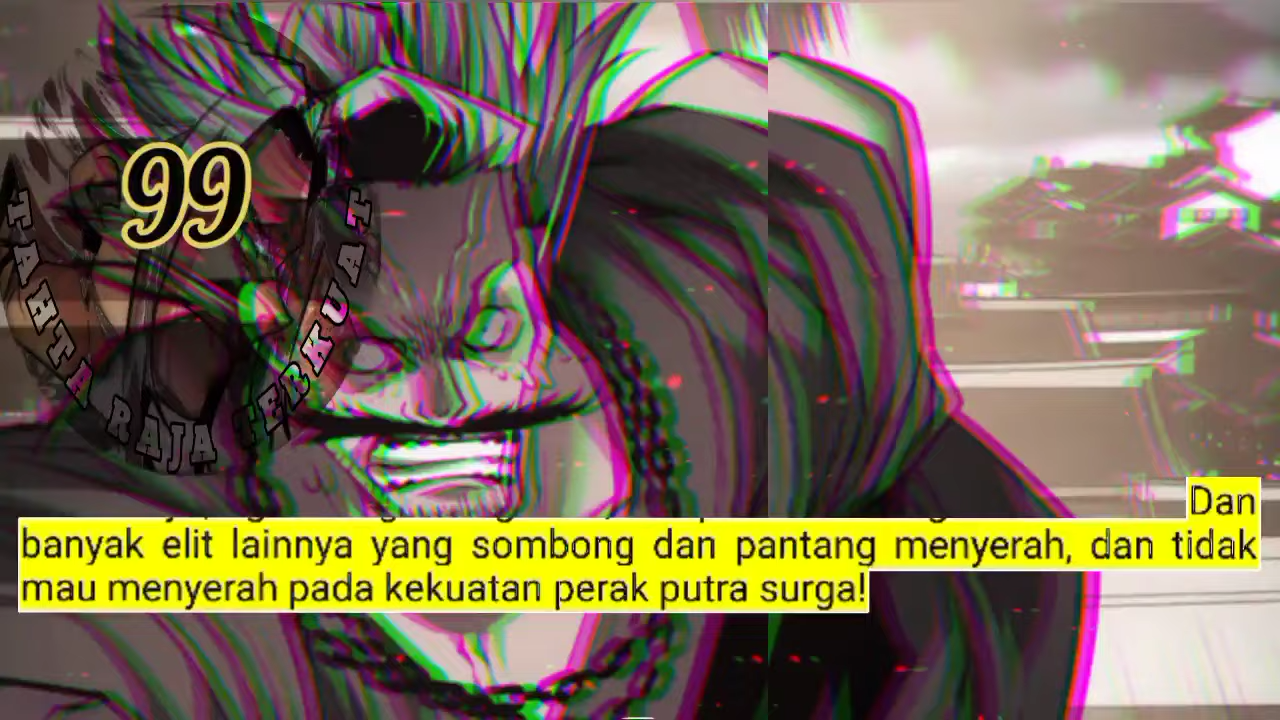 99
TAHTA RAJA TERKUAT
Dan
banyak elit lainnya yang sombong dan pantang menyerah, dan tidak
mau menyerah pada kekuatan perak putra surga!